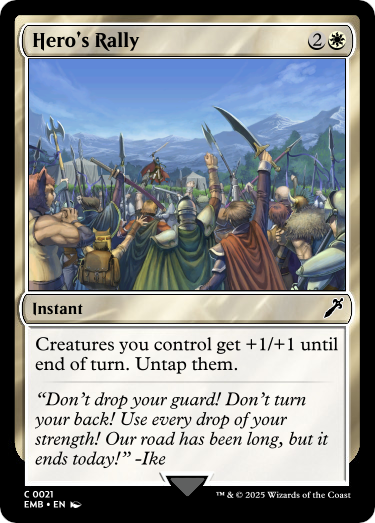 Hero's Rally 2
Instant
Creatures you control get +1/+1 until
end of turn. Untap them.
“Don’t drop your guard! Don’t turn
your back! Use every drop of your
strength! Our road has been long, but it
ends today!” -Ike
C 0021
EMB • EN
™ & © 2025 Wizards of the Coast